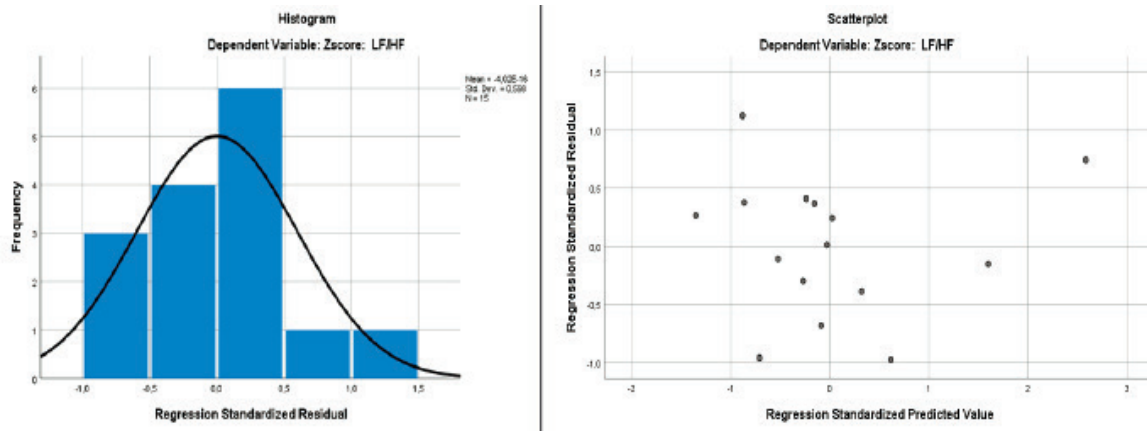 Histogram
Dependent Variable: Zscore: LF/HF
Mean = -4,02E-16
Std. Dev. = 0,598
N = 15
6
5
4
3
2
1
0
Frequency
-1,0 -0,5 0,0 0,5 1,0 1,5
Regression Standardized Residual
Scatterplot
Dependent Variable: Zscore: LF/HF
1,5
1,0
0,5
0,0
-0,5
-1,0
Regression Standardized Residual
-2 -1 0 1 2 3
Regression Standardized Predicted Value